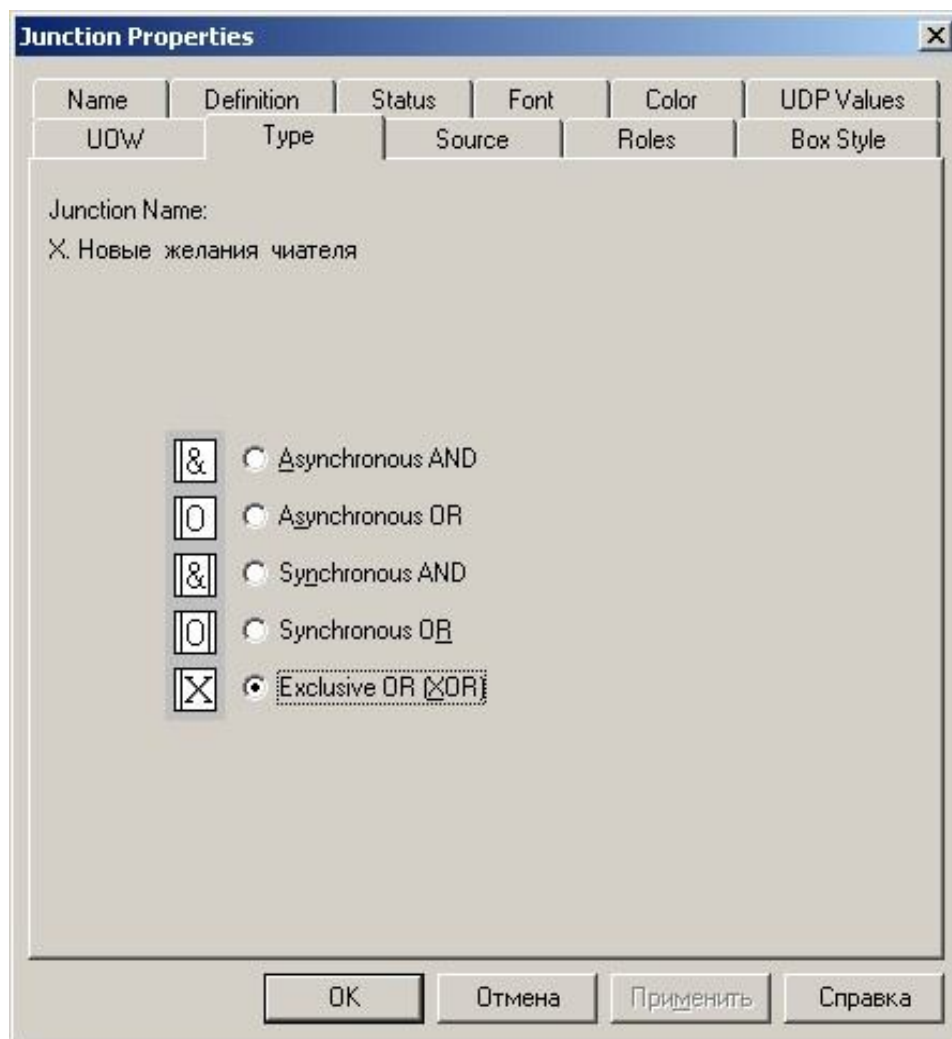 Junction Properties
Name Definition Status Font Color UDP Values
UOW Type Source Roles Box Style
Junction Name:
X. Новые желания чиателя
& Asynchronous AND
O Asynchronous OR
& Synchronous AND
O Synchronous OR
X Exclusive OR (XOR)
OK Отмена Применить Справка